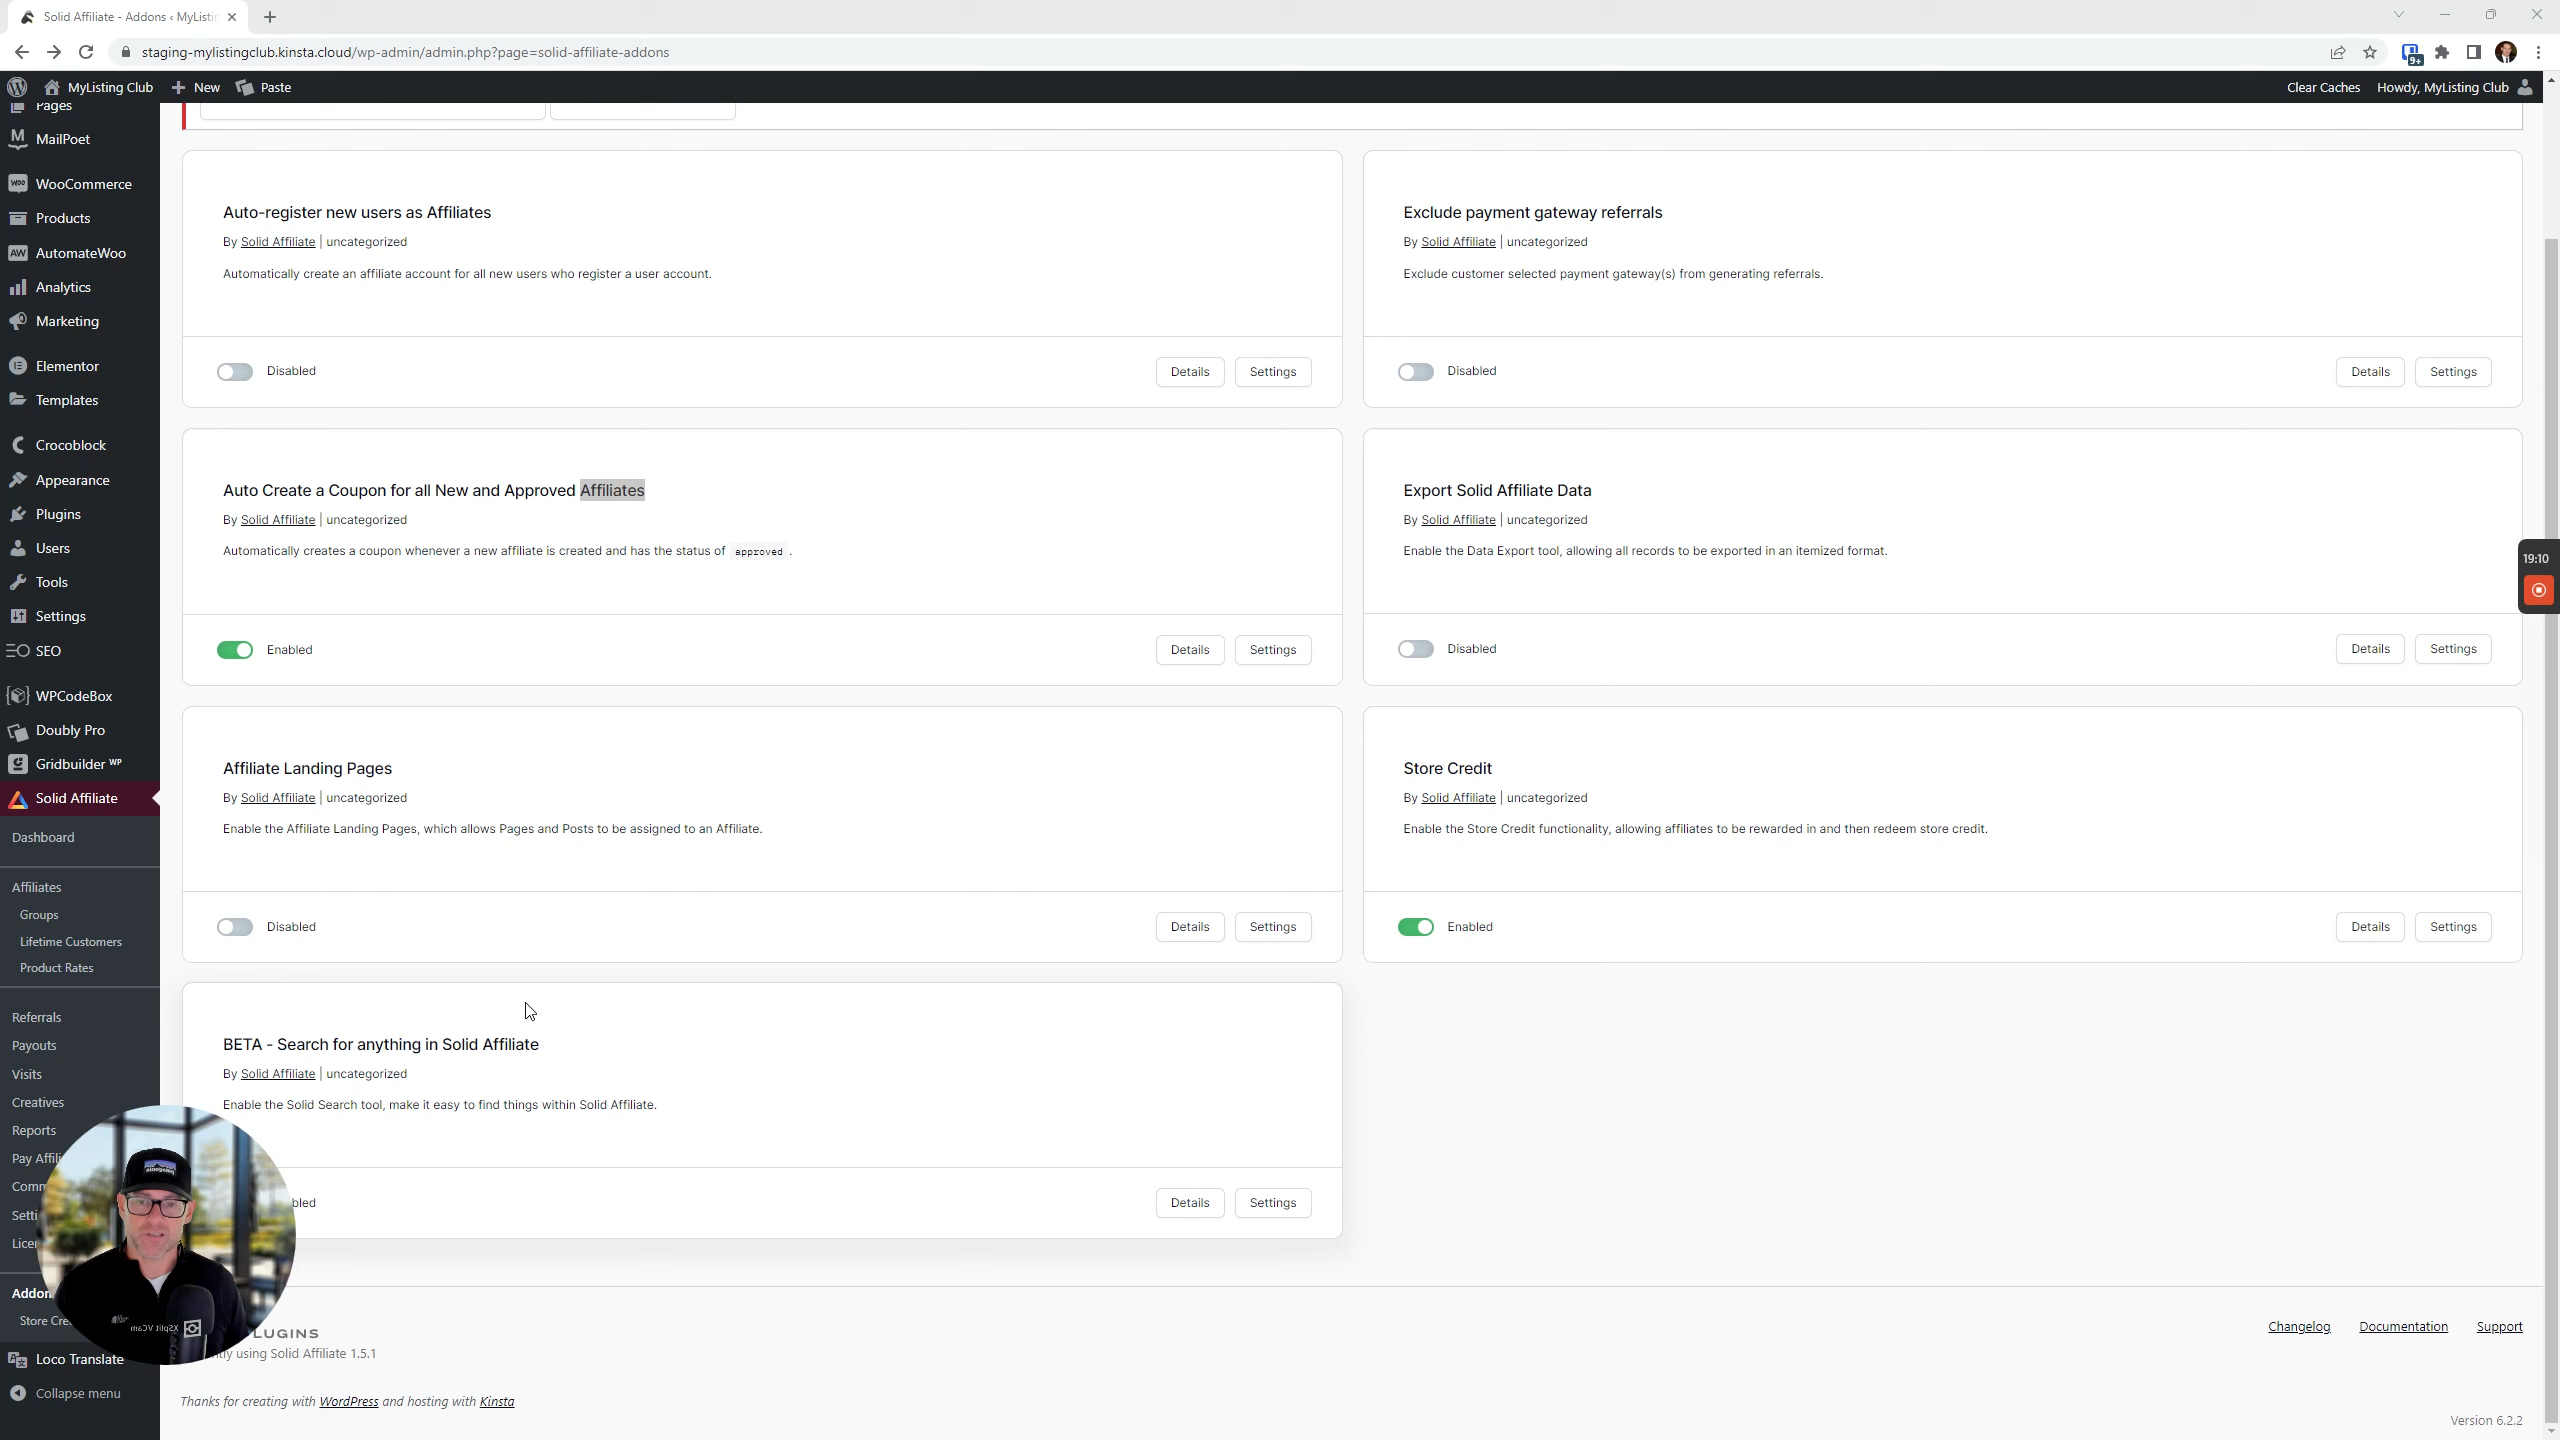 Solid Affiliate - Addons ‹ MyListin
staging-mylistingclub.kinsta.cloud/wp-admin/admin.php?page=solid-affiliate-addons
9+
MyListing Club
New
Paste
Clear Caches
Howdy, MyListing Club
Pages
MailPoet
WooCommerce
Products
AutomateWoo
Analytics
Marketing
Elementor
Templates
Crocoblock
Appearance
Plugins
Users
Tools
Settings
SEO
WPCodeBox
Doubly Pro
Gridbuilder WP
Solid Affiliate
Dashboard
Affiliates
Groups
Lifetime Customers
Product Rates
Referrals
Payouts
Visits
Creatives
Reports
Pay Affili
Comm
Setti
Licen
Addon
Store Cre
Loco Translate
Collapse menu
Auto-register new users as Affiliates
By Solid Affiliate | uncategorized
Automatically create an affiliate account for all new users who register a user account.
Disabled
Details
Settings
Exclude payment gateway referrals
By Solid Affiliate | uncategorized
Exclude customer selected payment gateway(s) from generating referrals.
Disabled
Details
Settings
Auto Create a Coupon for all New and Approved Affiliates
By Solid Affiliate | uncategorized
Automatically creates a coupon whenever a new affiliate is created and has the status of approved .
Enabled
Details
Settings
Export Solid Affiliate Data
By Solid Affiliate | uncategorized
Enable the Data Export tool, allowing all records to be exported in an itemized format.
Disabled
Details
Settings
19:10
Affiliate Landing Pages
By Solid Affiliate | uncategorized
Enable the Affiliate Landing Pages, which allows Pages and Posts to be assigned to an Affiliate.
Disabled
Details
Settings
Store Credit
By Solid Affiliate | uncategorized
Enable the Store Credit functionality, allowing affiliates to be rewarded in and then redeem store credit.
Enabled
Details
Settings
BETA - Search for anything in Solid Affiliate
By Solid Affiliate | uncategorized
Enable the Solid Search tool, make it easy to find things within Solid Affiliate.
bled
Details
Settings
XSplit VCam
LUGINS
tly using Solid Affiliate 1.5.1
Changelog
Documentation
Support
Thanks for creating with WordPress and hosting with Kinsta
Version 6.2.2